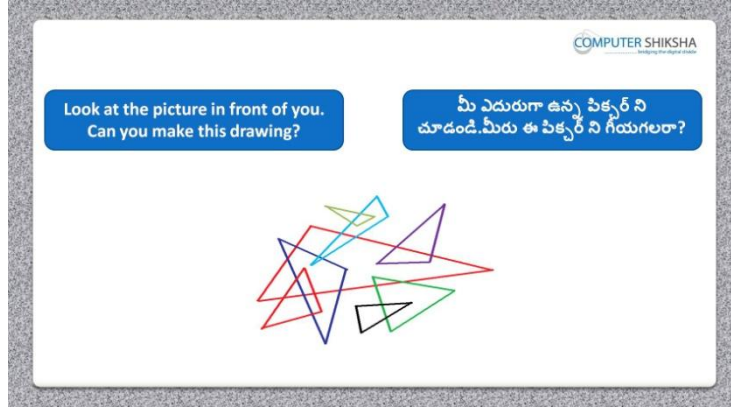 COMPUTER SHIKSHA
bridging the digital divide
Look at the picture in front of you.
Can you make this drawing?
మీ ఎదురుగా ఉన్న పిక్చర్ ని
చూడండి.మీరు ఈ పిక్చర్ ని గీయగలరా?